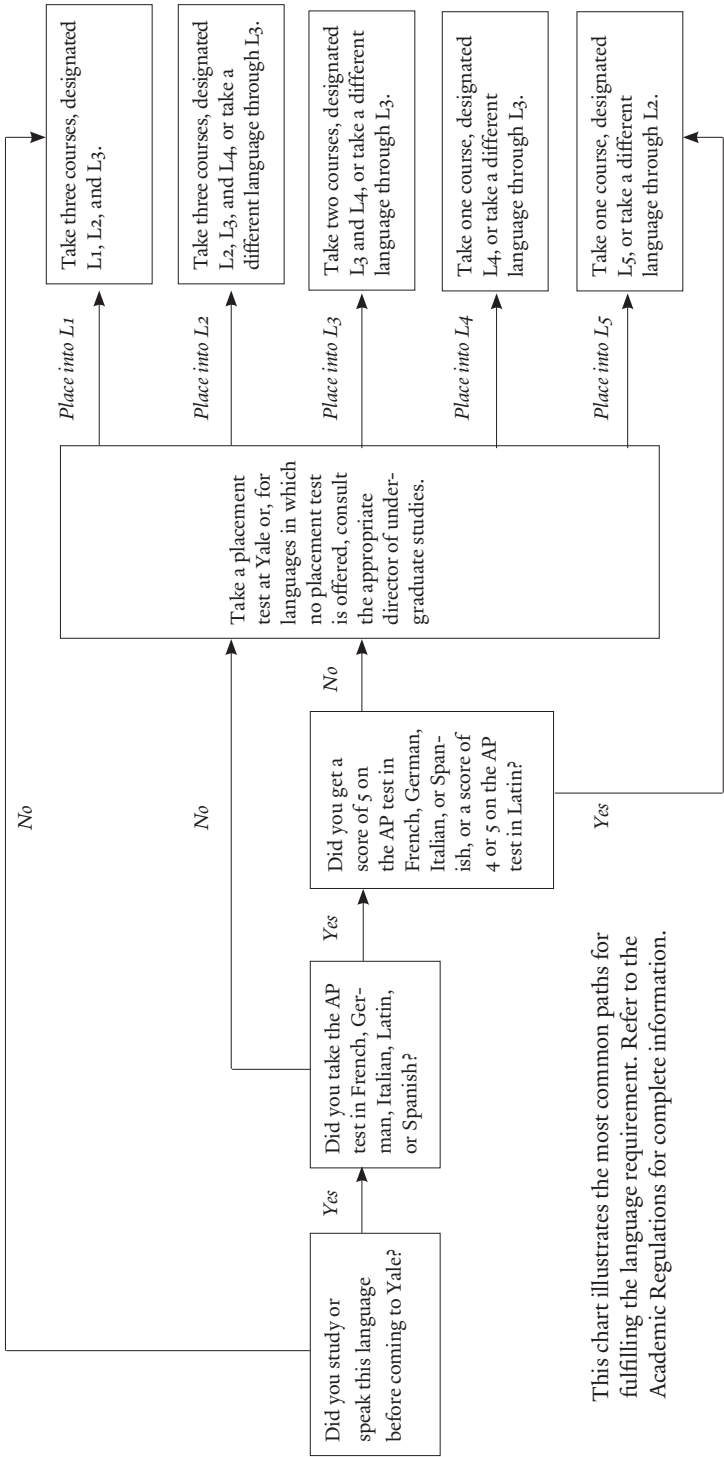 Did you study or
speak this language
before coming to Yale?
Yes
No
Did you take the AP
test in French, Ger-
man, Italian, Latin,
or Spanish?
Yes
No
Did you get a
score of 5 on
the AP test in
French, German,
Italian, or Span-
ish, or a score of
4 or 5 on the AP
test in Latin?
No
Yes
Take a placement
test at Yale or, for
languages in which
no placement test
is offered, consult
the appropriate
director of under-
graduate studies.
Place into L1
Take three courses, designated
L1, L2, and L3.
Place into L2
Take three courses, designated
L2, L3, and L4, or take a
different language through L3.
Place into L3
Take two courses, designated
L3 and L4, or take a different
language through L3.
Place into L4
Take one course, designated
L4, or take a different
language through L3.
Place into L5
Take one course, designated
L5, or take a different
language through L2.
This chart illustrates the most common paths for
fulfilling the language requirement. Refer to the
Academic Regulations for complete information.